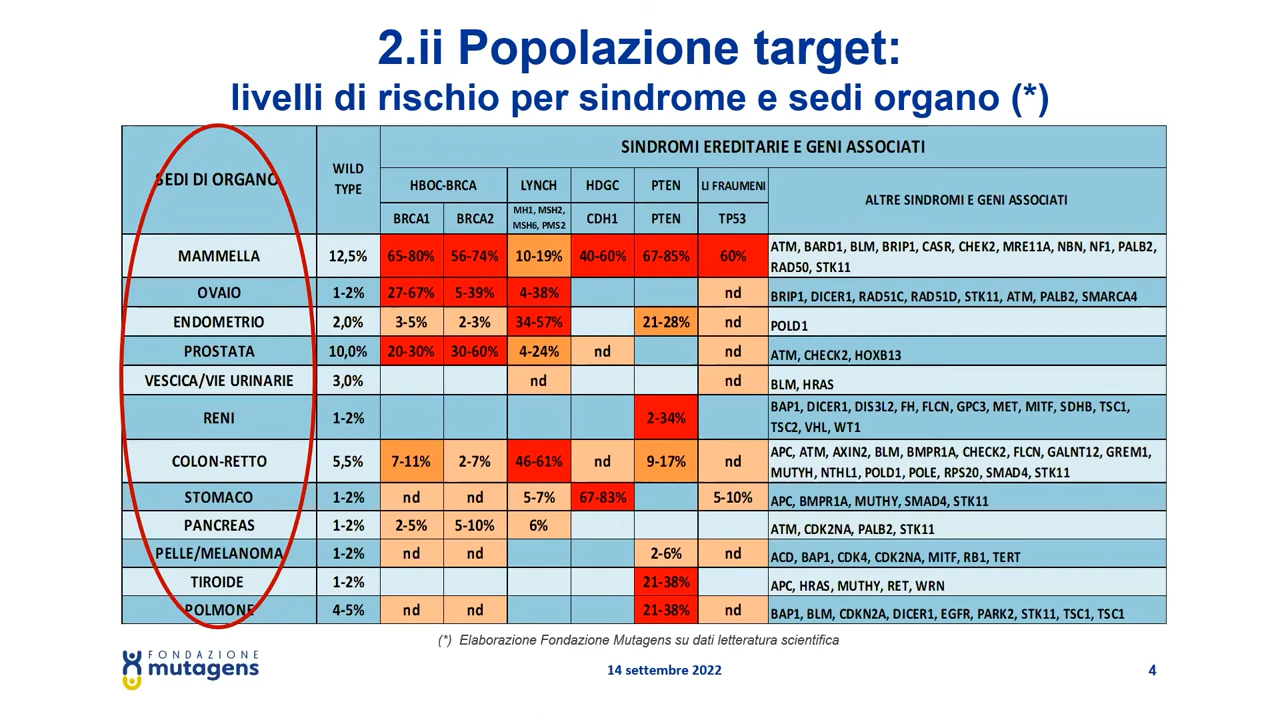 2.ii Popolazione target:
livelli di rischio per sindrome e sedi organo (*)
SEDI DI ORGANO
WILD
TYPE
SINDROMI EREDITARIE E GENI ASSOCIATI
HBOC-BRCA LYNCH HDGC PTEN LI FRAUMENI ALTRE SINDROMI E GENI ASSOCIATI
BRCA1 BRCA2 MH1, MSH2, CDH1 PTEN TP53
MSH6, PMS2
MAMMELLA 12,5% 65-80% 56-74% 10-19% 40-60% 67-85% 60% ATM, BARD1, BLM, BRIP1, CASR, CHEK2, MRE11A, NBN, NF1, PALB2,
RAD50, STK11
OVAIO 1-2% 27-67% 5-39% 4-38% nd BRIP1, DICER1, RAD51C, RAD51D, STK11, ATM, PALB2, SMARCA4
ENDOMETRIO 2,0% 3-5% 2-3% 34-57% 21-28% nd POLD1
PROSTATA 10,0% 20-30% 30-60% 4-24% nd nd ATM, CHECK2, HOXB13
VESCICA/VIE URINARIE 3,0% nd nd BLM, HRAS
RENI 1-2% 2-34% BAP1, DICER1, DIS3L2, FH, FLCN, GPC3, MET, MITF, SDHB, TSC1,
TSC2, VHL, WT1
COLON-RETTO 5,5% 7-11% 2-7% 46-61% nd 9-17% nd APC, ATM, AXIN2, BLM, BMPR1A, CHECK2, FLCN, GALNT12, GREM1,
MUTYH, NTHL1, POLD1, POLE, RPS20, SMAD4, STK11
STOMACO 1-2% nd nd 5-7% 67-83% 5-10% APC, BMPR1A, MUTHY, SMAD4, STK11
PANCREAS 1-2% 2-5% 5-10% 6% ATM, CDK2NA, PALB2, STK11
PELLE/MELANOMA 1-2% nd nd 2-6% nd ACD, BAP1, CDK4, CDK2NA, MITF, RB1, TERT
TIROIDE 1-2% 21-38% APC, HRAS, MUTHY, RET, WRN
POLMONE 4-5% nd nd 21-38% nd BAP1, BLM, CDKN2A, DICER1, EGFR, PARK2, STK11, TSC1, TSC1
(*) Elaborazione Fondazione Mutagens su dati letteratura scientifica
FONDAZIONE
mutagens
14 settembre 2022
4